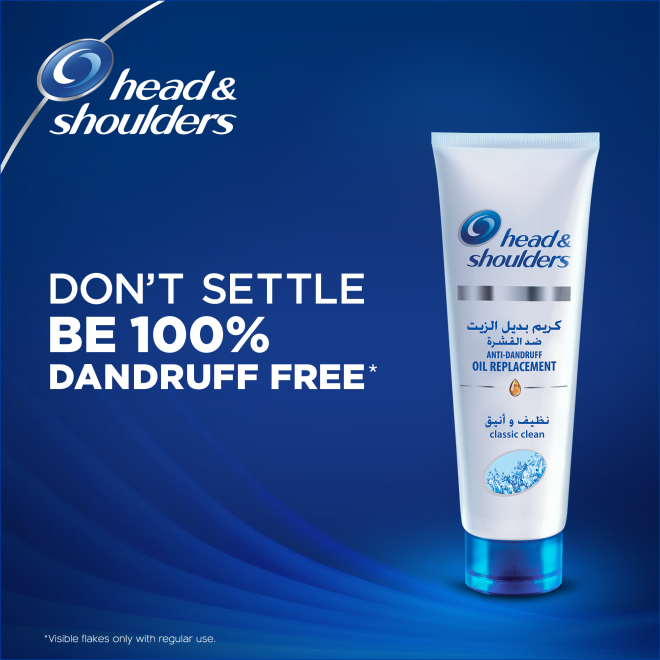 head &
shoulders
DON'T SETTLE
BE 100%
DANDRUFF FREE*
head &
shoulders
كريم بديل الزيت
ضد القشرة
ANTI-DANDRUFF
OIL REPLACEMENT
نظيف و أنيق
classic clean
*Visible flakes only with regular use.